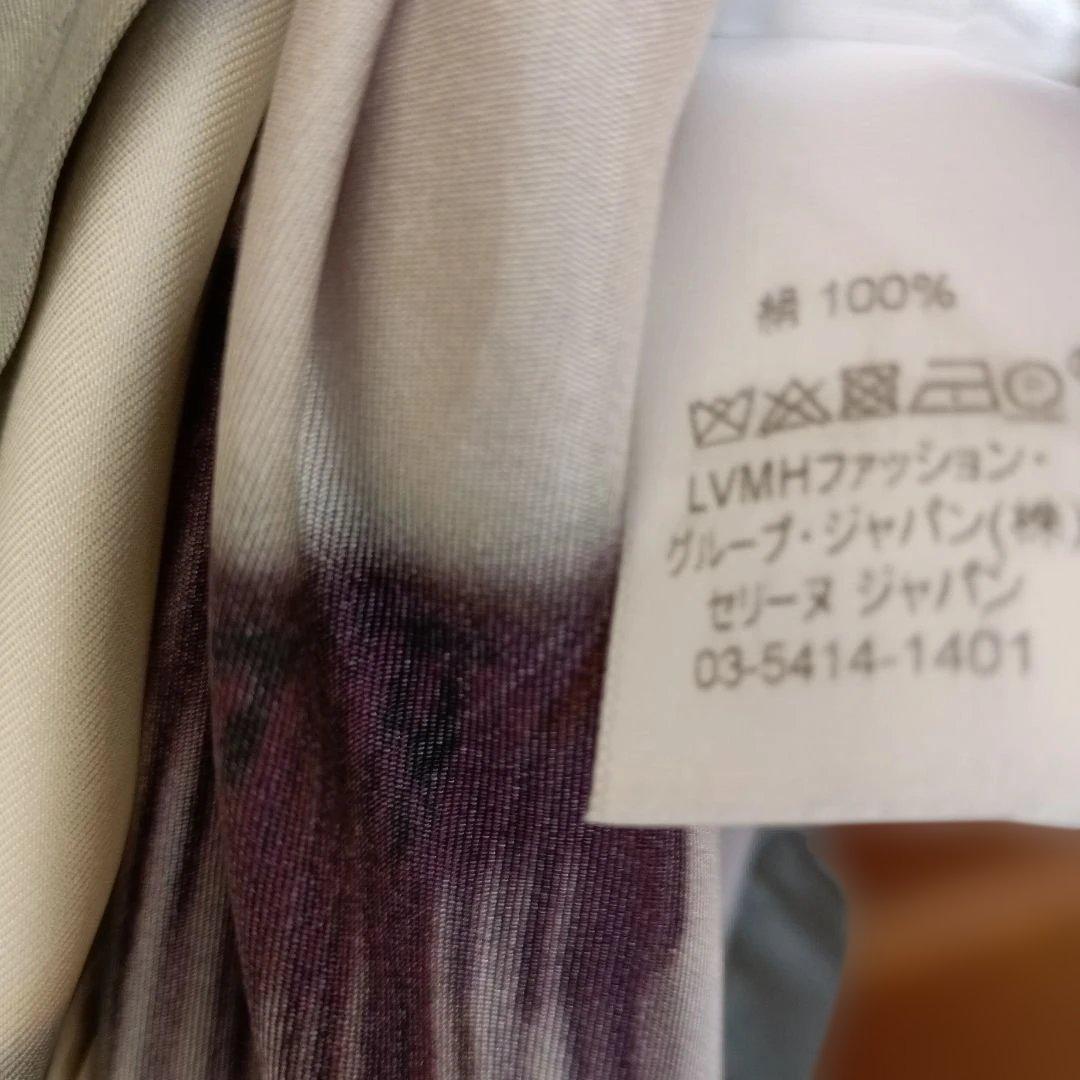 絹 100%
LVMHファッション・
グループ・ジャパン(株)
セリーヌ ジャパン
03-5414-1401